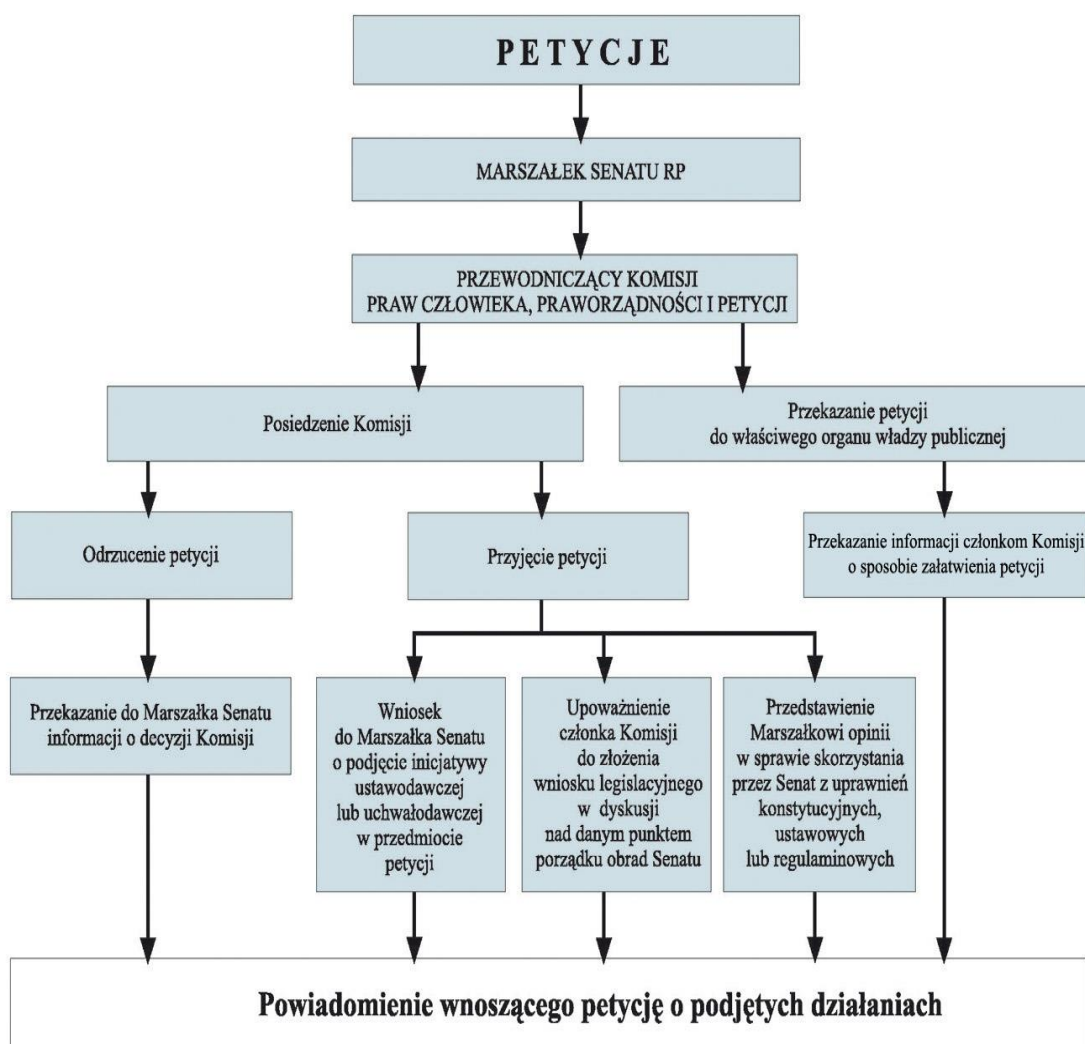 PETYCJE
MARSZAŁEK SENATU RP
PRZEWODNICZĄCY KOMISJI
PRAW CZŁOWIEKA, PRAWORZĄDNOŚCI I PETYCJI
Posiedzenie Komisji
Przekazanie petycji
do właściwego organu władzy publicznej
Odrzucenie petycji
Przyjęcie petycji
Przekazanie informacji członkom Komisji
o sposobie załatwienia petycji
Przekazanie do Marszałka Senatu
informacji o decyzji Komisji
Wniosek
do Marszałka Senatu
o podjęcie inicjatywy
ustawodawczej
lub uchwałodawczej
w przedmiocie
petycji
Upoważnienie
członka Komisji
do złożenia
wniosku legislacyjnego
w dyskusji
nad danym punktem
porządku obrad Senatu
Przedstawienie
Marszałkowi opinii
w sprawie skorzystania
przez Senat z uprawnień
konstytucyjnych,
ustawowych
lub regulaminowych
Powiadomienie wnoszącego petycję o podjętych działaniach